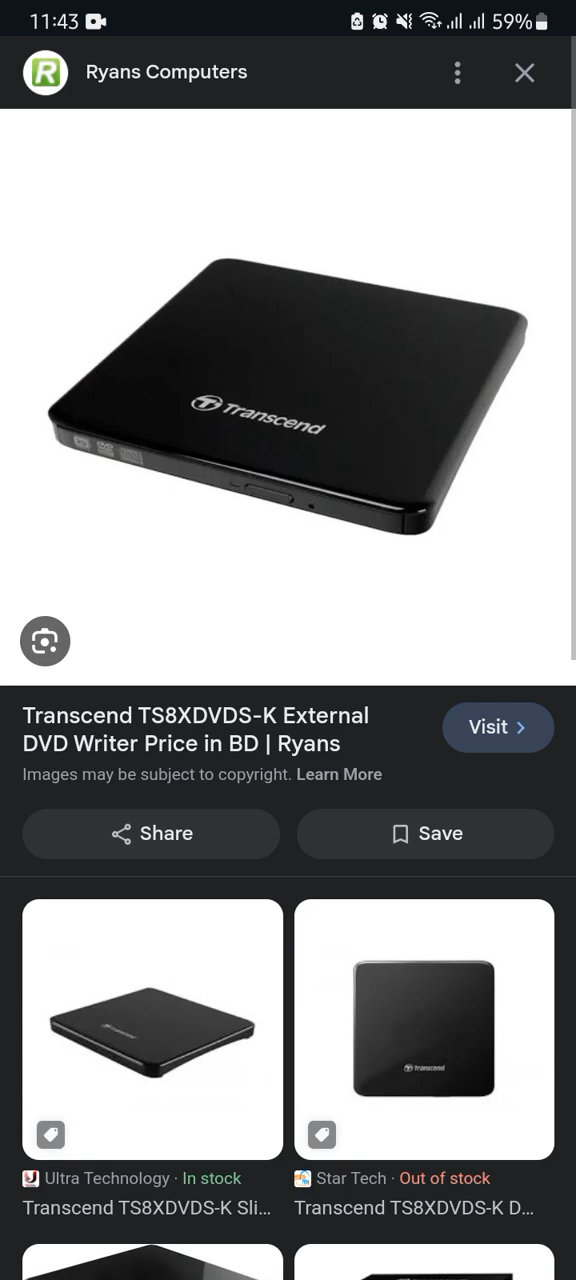 11:43
59%
Ryans Computers
Transcend
Transcend TS8XDVDS-K External
DVD Writer Price in BD | Ryans
Visit
Images may be subject to copyright. Learn More
Share
Save
Transcend
Transcend
Ultra Technology · In stock
Star Tech · Out of stock
Transcend TS8XDVDS-K Sli...
Transcend TS8XDVDS-K D...